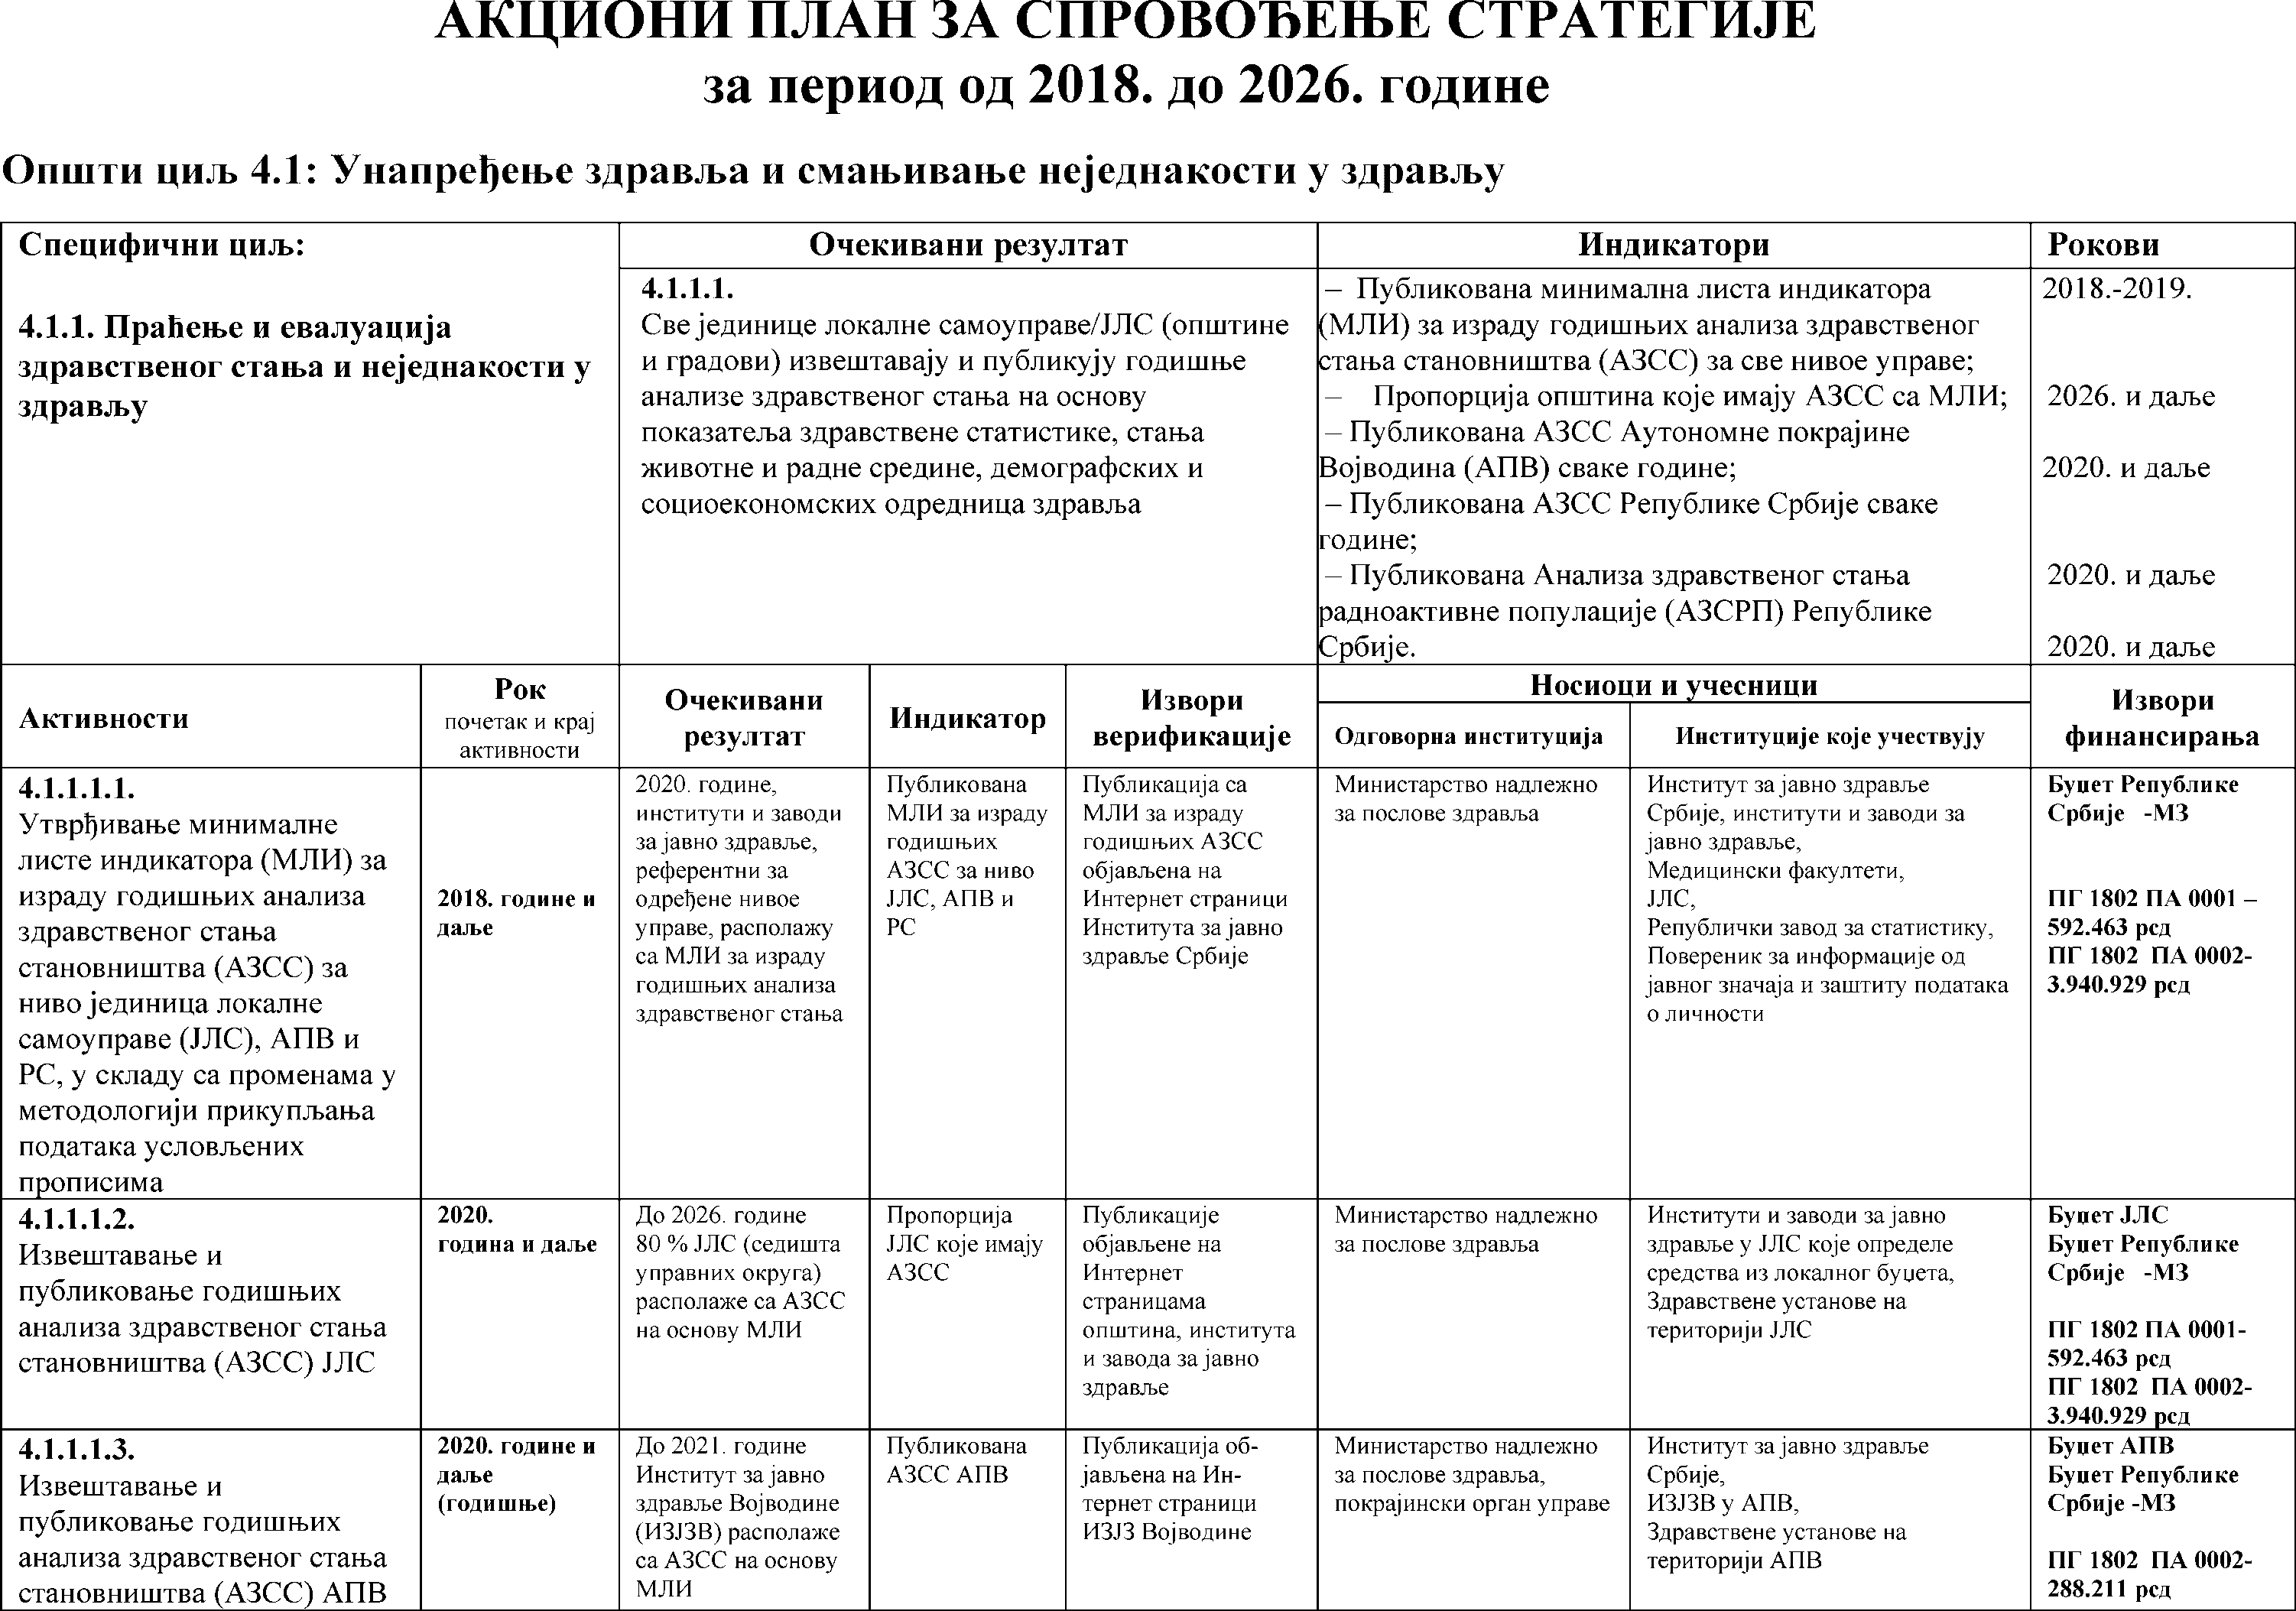 АКЦИОНИ ПЛАН ЗА СПРОВОЂЕЊЕ СТРАТЕГИЈЕ
за период од 2018. до 2026. године
Општи циљ 4.1: Унапређење здравља и смањивање неједнакости у здрављу
Специфични циљ:
4.1.1. Праћење и евалуација
здравственог стања и неједнакости у
здрављу
Очекивани резултат
4.1.1.1.
Све јединице локалне самоуправе/ЈЛС (општине
и градови) извештавају и публикују годишње
анализе здравственог стања на основу
показатеља здравствене статистике, стања
животне и радне средине, демографских и
социоекономских одредница здравља
Индикатори
– Публикована минимална листа индикатора
(МЛИ) за израду годишњих анализа здравственог
стања становништва (АЗСС) за све нивое управе;
– Пропорција општина које имају АЗСС са МЛИ;
– Публикована АЗСС Аутономне покрајине
Војводина (АПВ) сваке године;
– Публикована АЗСС Републике Србије сваке
године;
– Публикована Анализа здравственог стања
радноактивне популације (АЗСРП) Републике
Србије.
Рокови
2018.-2019.
2026. и даље
2020. и даље
2020. и даље
2020. и даље
Активности
Рок
почетак и крај
активности
Очекивани
резултат
Индикатор
Извори
верификације
Носиоци и учесници
Одговорна институција
Институције које учествују
Извори
финансирања
4.1.1.1.1.
Утврђивање минималне
листе индикатора (МЛИ) за
израду годишњих анализа
здравственог стања
становништва (АЗСС) за
ниво јединица локалне
самоуправе (ЈЛС), АПВ и
РС, у складу са променама у
методологији прикупљања
података условљених
прописима
2018. године и
даље
2020. године,
институти и заводи
за јавно здравље,
референтни за
одређене нивое
управе, располажу
са МЛИ за израду
годишњих анализа
здравственог стања
Публикована
МЛИ за израду
годишњих
АЗСС за ниво
ЈЛС, АПВ и
РС
Публикација са
МЛИ за израду
годишњих АЗСС
објављена на
Интернет страници
Института за јавно
здравље Србије
Министарство надлежно
за послове здравља
Институт за јавно здравље
Србије, институти и заводи за
јавно здравље,
Медицински факултети,
ЈЛС,
Републички завод за статистику,
Повереник за информације од
јавног значаја и заштиту података
о личности
Буџет Републике
Србије -МЗ
ПГ 1802 ПА 0001 –
592.463 рсд
ПГ 1802 ПА 0002-
3.940.929 рсд
4.1.1.1.2.
Извештавање и
публиковање годишњих
анализа здравственог стања
становништва (АЗСС) ЈЛС
2020.
година и даље
До 2026. године
80 % ЈЛС (седишта
управних округа)
располаже са АЗСС
на основу МЛИ
Пропорција
ЈЛС које имају
АЗСС
Публикације
објављене на
Интернет
страницама
општина, института
и завода за јавно
здравље
Министарство надлежно
за послове здравља
Институти и заводи за јавно
здравље у ЈЛС које определе
средства из локалног буџета,
Здравствене установе на
територији ЈЛС
Буџет ЈЛС
Буџет Републике
Србије -МЗ
ПГ 1802 ПА 0001-
592.463 рсд
ПГ 1802 ПА 0002-
3.940.929 рсд
4.1.1.1.3.
Извештавање и
публиковање годишњих
анализа здравственог стања
становништва (АЗСС) АПВ
2020. године и
даље
(годишње)
До 2021. године
Институт за јавно
здравље Војводине
(ИЗЈЗВ) располаже
са АЗСС на основу
МЛИ
Публикована
АЗСС АПВ
Публикација об-
јављена на Ин-
тернет страници
ИЗЈЗ Војводине
Министарство надлежно
за послове здравља,
покрајински орган управе
Институт за јавно здравље
Србије,
ИЗЈЗВ у АПВ,
Здравствене установе на
територији АПВ
Буџет АПВ
Буџет Републике
Србије -МЗ
ПГ 1802 ПА 0002-
288.211 рсд